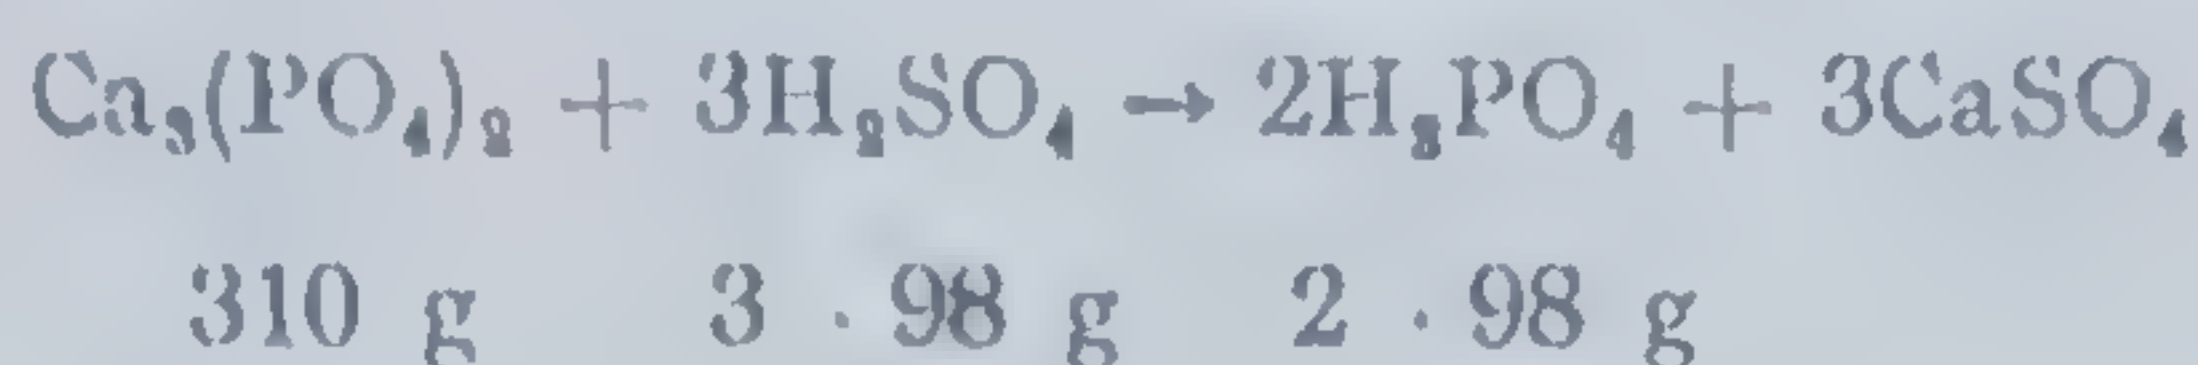 Ca₃(PO₄)₂ + 3H₂SO₄ → 2H₃PO₄ + 3CaSO₄
310 g 3 · 98 g 2 · 98 g